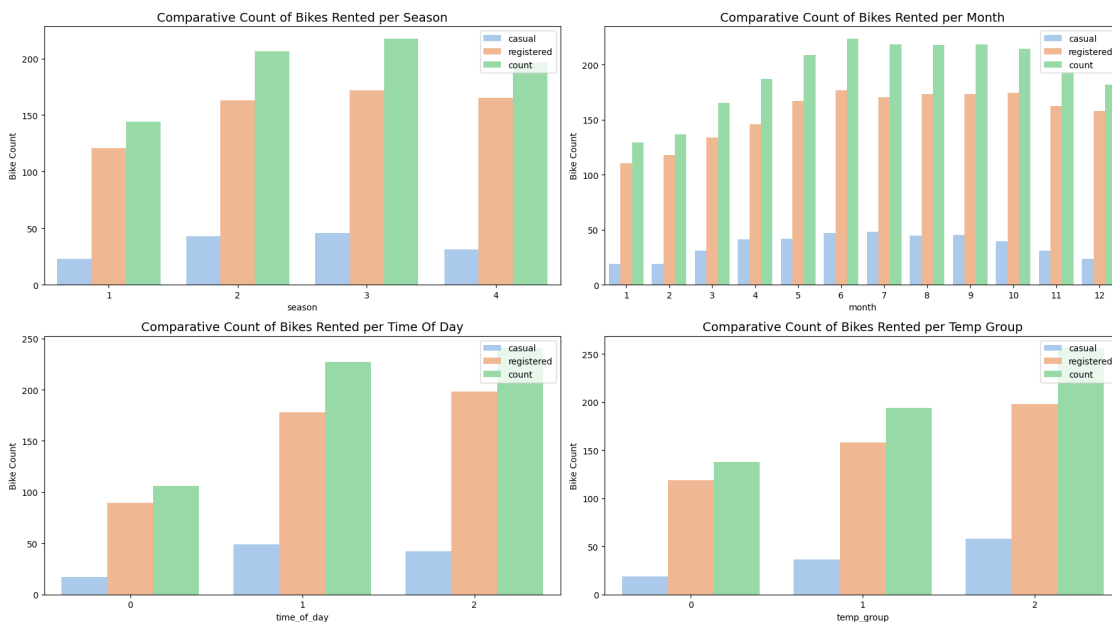 Comparative Count of Bikes Rented per Season
casual
registered
count
200
150
100
50
0
Bike Count
1 2 3 4
season
Comparative Count of Bikes Rented per Month
casual
registered
count
200
150
100
50
0
Bike Count
1 2 3 4 5 6 7 8 9 10 11 12
month
Comparative Count of Bikes Rented per Time Of Day
casual
registered
count
250
200
150
100
50
0
Bike Count
0 1 2
time_of_day
Comparative Count of Bikes Rented per Temp Group
casual
registered
count
250
200
150
100
50
0
Bike Count
0 1 2
temp_group